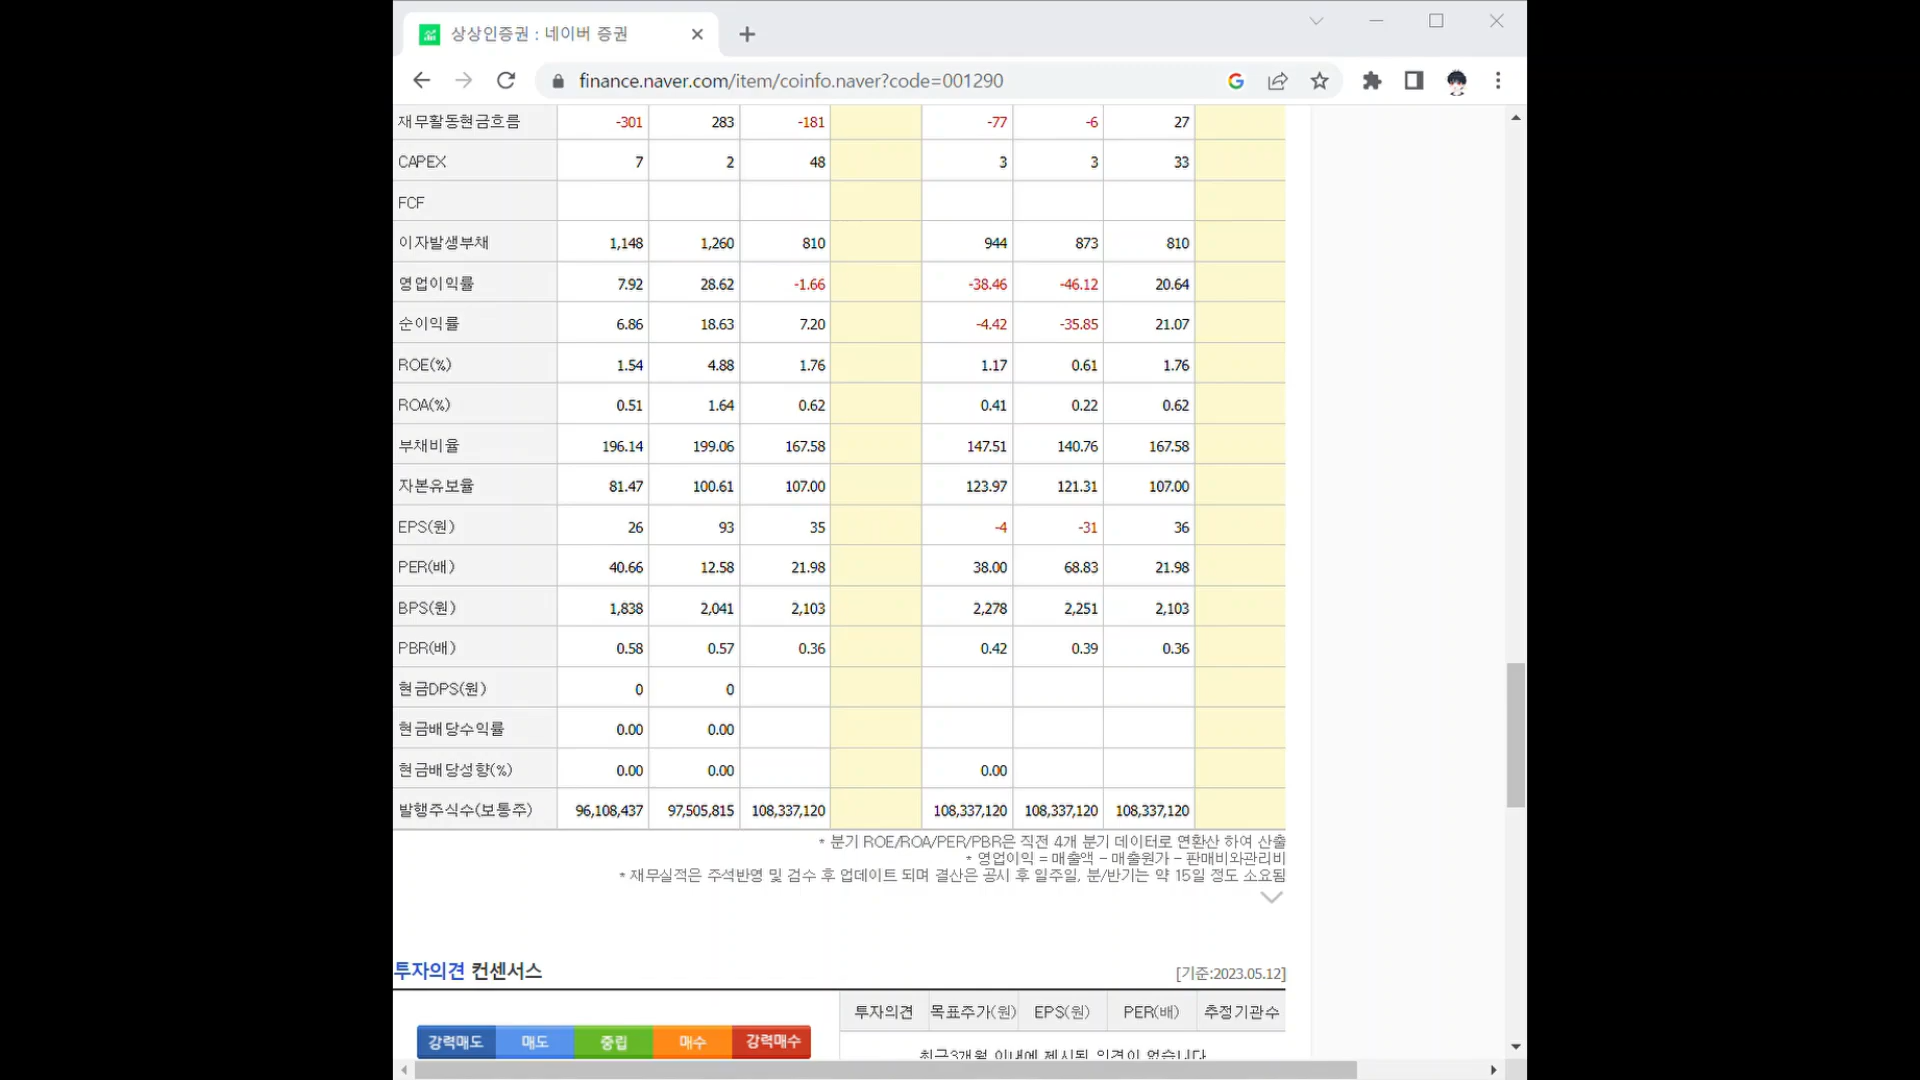 상상인증권 : 네이버 증권
finance.naver.com/item/coinfo.naver?code=001290
재무활동현금흐름 -301 283 -181 -77 -6 27
CAPEX 7 2 48 3 3 33
FCF
이자발생부채 1,148 1,260 810 944 873 810
영업이익률 7.92 28.62 -1.66 -38.46 -46.12 20.64
순이익률 6.86 18.63 7.20 -4.42 -35.85 21.07
ROE(%) 1.54 4.88 1.76 1.17 0.61 1.76
ROA(%) 0.51 1.64 0.62 0.41 0.22 0.62
부채비율 196.14 199.06 167.58 147.51 140.76 167.58
자본유보율 81.47 100.61 107.00 123.97 121.31 107.00
EPS(원) 26 93 35 -4 -31 36
PER(배) 40.66 12.58 21.98 38.00 68.83 21.98
BPS(원) 1,838 2,041 2,103 2,278 2,251 2,103
PBR(배) 0.58 0.57 0.36 0.42 0.39 0.36
현금DPS(원) 0 0
현금배당수익률 0.00 0.00
현금배당성향(%) 0.00 0.00 0.00
발행주식수(보통주) 96,108,437 97,505,815 108,337,120 108,337,120 108,337,120 108,337,120
* 분기 ROE/ROA/PER/PBR은 직전 4개 분기 데이터로 연환산 하여 산출
* 영업이익 = 매출액 - 매출원가 - 판매비와관리비
* 재무실적은 주석반영 및 검수 후 업데이트 되며 결산은 공시 후 일주일, 분/반기는 약 15일 정도 소요됨
투자의견 컨센서스 [기준:2023.05.12]
투자의견 목표주가(원) EPS(원) PER(배) 추정기관수
강력매도 매도 중립 매수 강력매수
최근3개월 이내에 제시된 의견이 없습니다